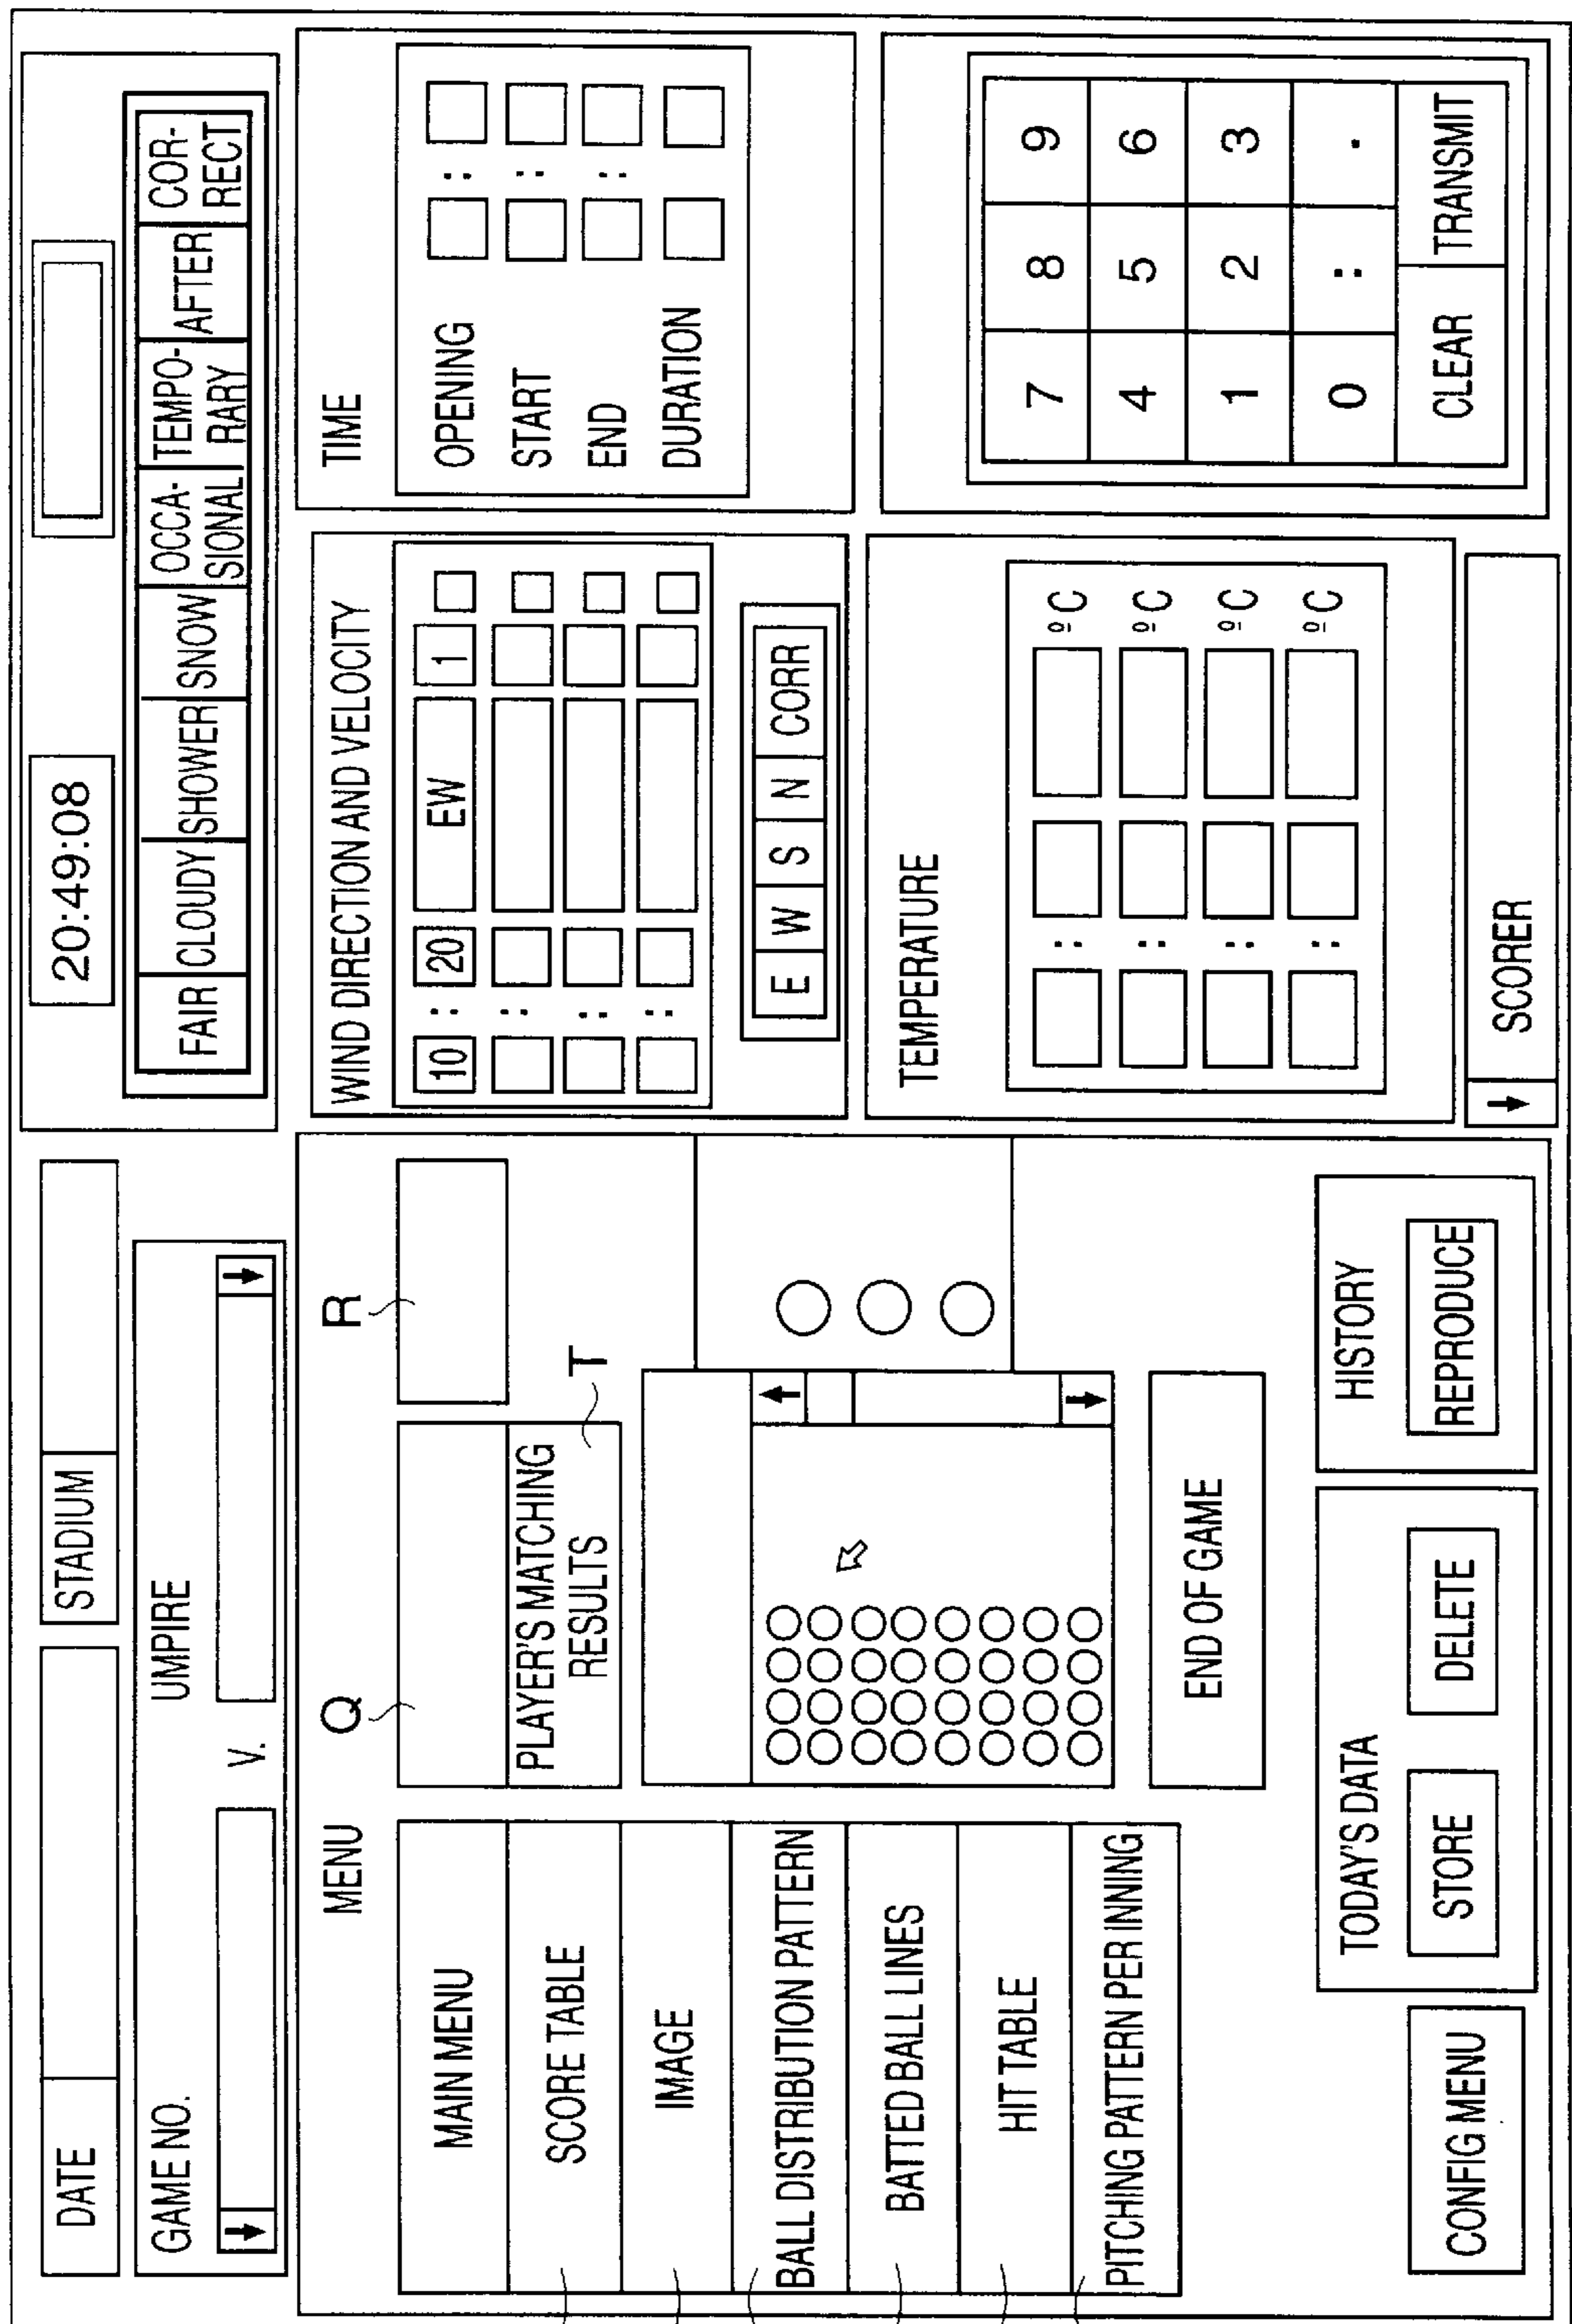 DATE
STADIUM
20:49:08
GAME NO.
UMPIRE
V.
FAIR CLOUDY SHOWER SNOW OCCA-SIONAL TEMPO-RARY AFTER COR-RECT
MENU
Q
R
MAIN MENU
SCORE TABLE
IMAGE
BALL DISTRIBUTION PATTERN
BATTED BALL LINES
HIT TABLE
PITCHING PATTERN PER INNING
PLAYER'S MATCHING
RESULTS
T
END OF GAME
CONFIG MENU
TODAY'S DATA
STORE DELETE
HISTORY
REPRODUCE
WIND DIRECTION AND VELOCITY
10 : 20 EW 1
:
:
:
E W S N CORR
TIME
OPENING :
START :
END :
DURATION
TEMPERATURE
: ºC
: ºC
: ºC
: ºC
SCORER
7 8 9
4 5 6
1 2 3
0 : .
CLEAR TRANSMIT